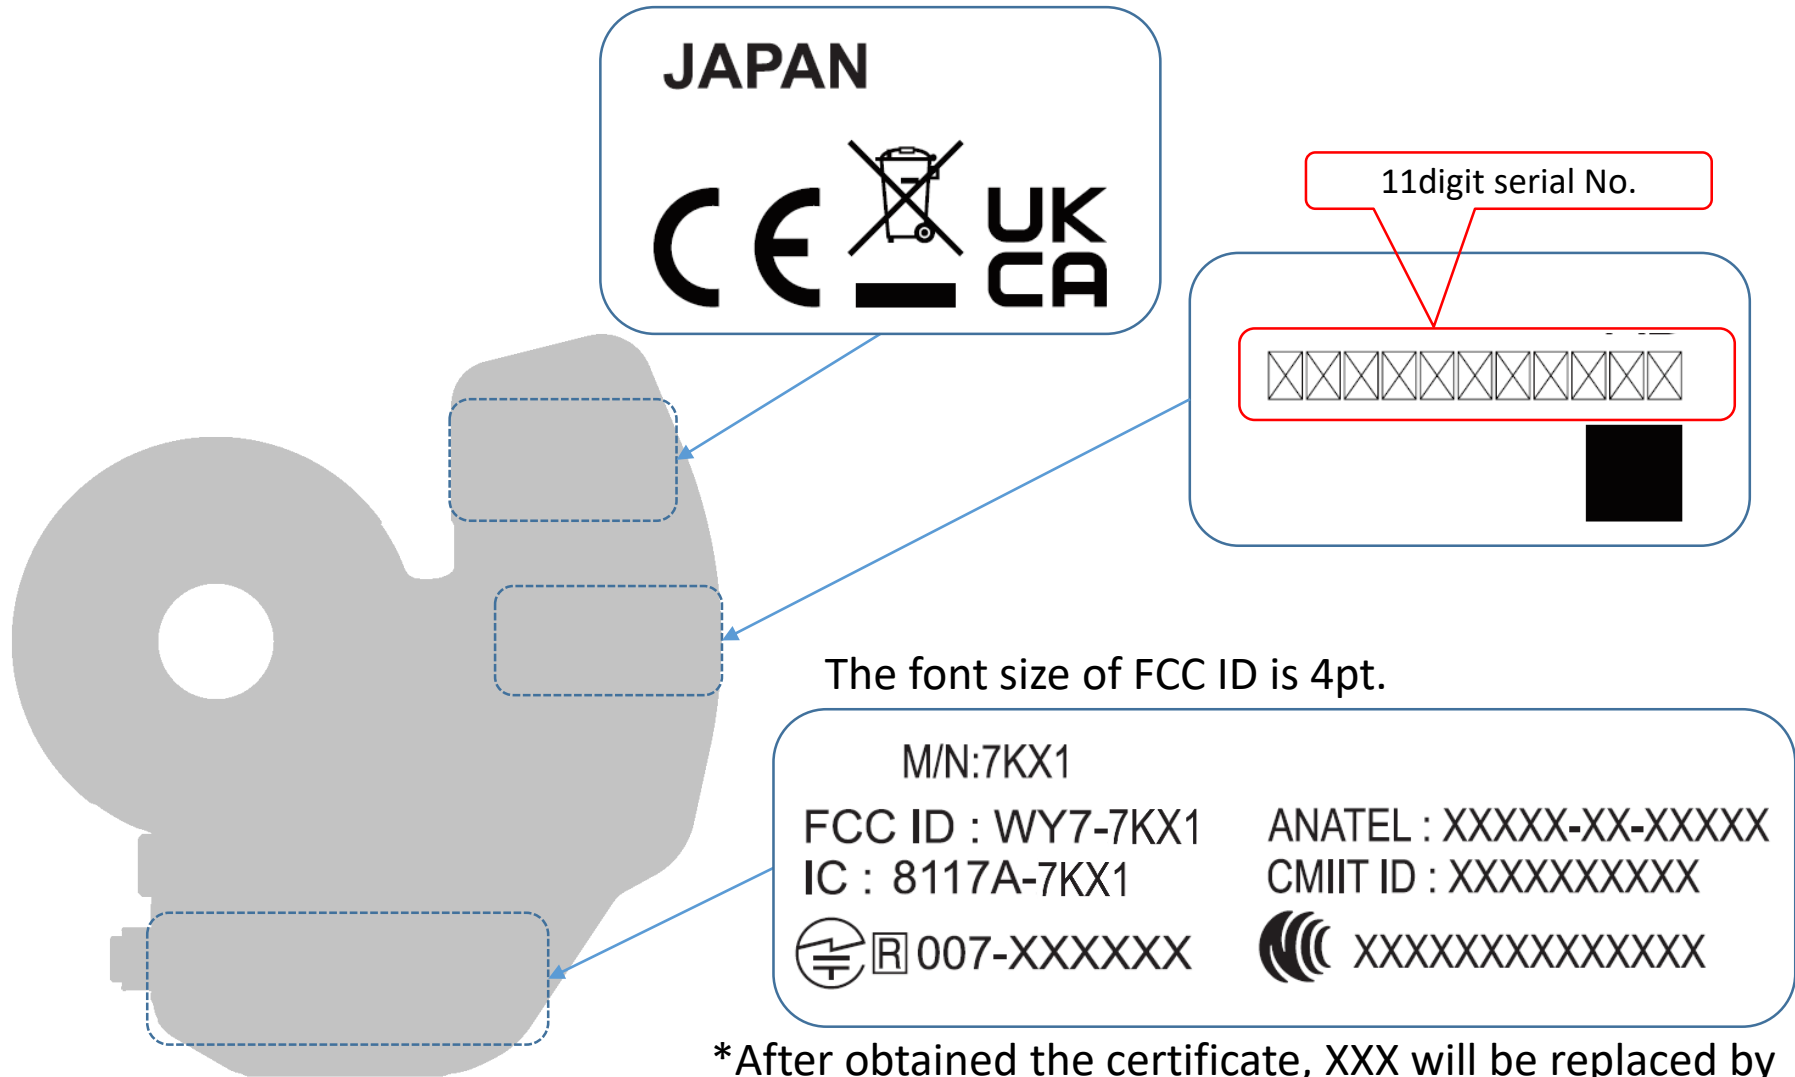 JAPAN
CE
UK
CA
11digit serial No.
The font size of FCC ID is 4pt.
M/N:7KX1
FCC ID : WY7-7KX1
IC : 8117A-7KX1
R 007-XXXXXX
ANATEL : XXXXX-XX-XXXXX
CMIIT ID : XXXXXXXXXX
XXXXXXXXXXXXXX
*After obtained the certificate, XXX will be replaced by